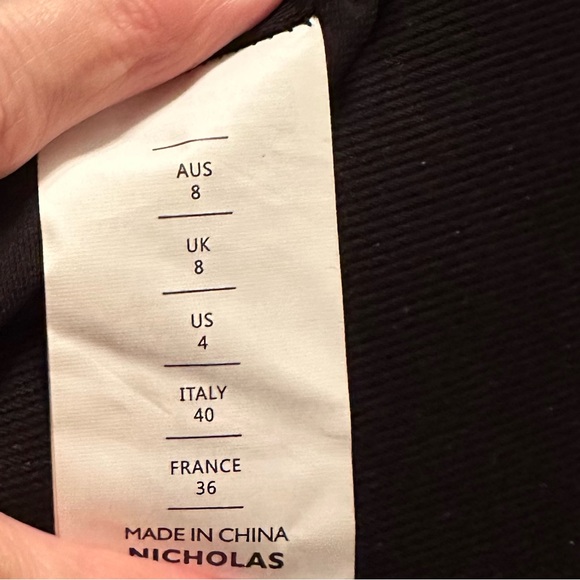 AUS
8
UK
8
US
4
ITALY
40
FRANCE
36
MADE IN CHINA
NICHOLAS